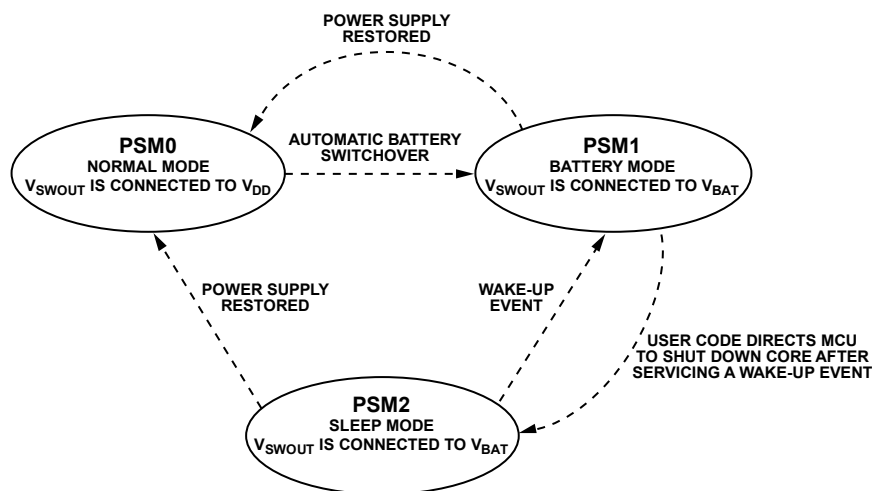 POWER SUPPLY
RESTORED
PSM0
NORMAL MODE
VSWOUT IS CONNECTED TO VDD
AUTOMATIC BATTERY
SWITCHOVER
PSM1
BATTERY MODE
VSWOUT IS CONNECTED TO VBAT
POWER SUPPLY
RESTORED
WAKE-UP
EVENT
USER CODE DIRECTS MCU
TO SHUT DOWN CORE AFTER
SERVICING A WAKE-UP EVENT
PSM2
SLEEP MODE
VSWOUT IS CONNECTED TO VBAT